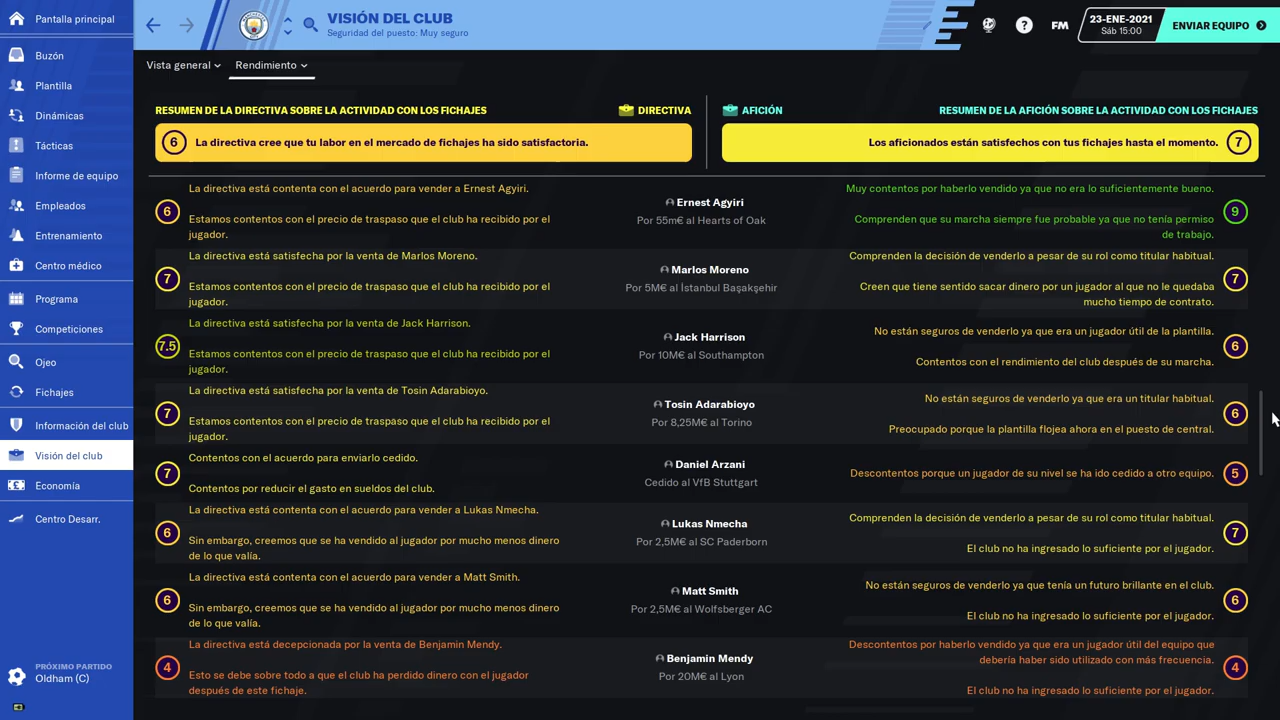 Pantalla principal
Buzón
Plantilla
Dinámicas
Tácticas
Informe de equipo
Empleados
Entrenamiento
Centro médico
Programa
Competiciones
Ojeo
Fichajes
Información del club
Visión del club
Economía
Centro Desarr.
PRÓXIMO PARTIDO
Oldham (C)
VISIÓN DEL CLUB
Seguridad del puesto: Muy seguro
?
FM
23-ENE-2021
Sáb 15:00
ENVIAR EQUIPO
Vista general
Rendimiento
RESUMEN DE LA DIRECTIVA SOBRE LA ACTIVIDAD CON LOS FICHAJES
DIRECTIVA
AFICIÓN
RESUMEN DE LA AFICIÓN SOBRE LA ACTIVIDAD CON LOS FICHAJES
6 La directiva cree que tu labor en el mercado de fichajes ha sido satisfactoria.
Los aficionados están satisfechos con tus fichajes hasta el momento. 7
6
La directiva está contenta con el acuerdo para vender a Ernest Agyiri.
Estamos contentos con el precio de traspaso que el club ha recibido por el
jugador.
Ernest Agyiri
Por 55m€ al Hearts of Oak
Muy contentos por haberlo vendido ya que no era lo suficientemente bueno.
Comprenden que su marcha siempre fue probable ya que no tenía permiso
de trabajo.
9
7
La directiva está satisfecha por la venta de Marlos Moreno.
Estamos contentos con el precio de traspaso que el club ha recibido por el
jugador.
Marlos Moreno
Por 5M€ al İstanbul Başakşehir
Comprenden la decisión de venderlo a pesar de su rol como titular habitual.
Creen que tiene sentido sacar dinero por un jugador al que no le quedaba
mucho tiempo de contrato.
7
7.5
La directiva está satisfecha por la venta de Jack Harrison.
Estamos contentos con el precio de traspaso que el club ha recibido por el
jugador.
Jack Harrison
Por 10M€ al Southampton
No están seguros de venderlo ya que era un jugador útil de la plantilla.
Contentos con el rendimiento del club después de su marcha.
6
7
La directiva está satisfecha por la venta de Tosin Adarabioyo.
Estamos contentos con el precio de traspaso que el club ha recibido por el
jugador.
Tosin Adarabioyo
Por 8,25M€ al Torino
No están seguros de venderlo ya que era un titular habitual.
Preocupado porque la plantilla flojea ahora en el puesto de central.
6
7
Contentos con el acuerdo para enviarlo cedido.
Contentos por reducir el gasto en sueldos del club.
Daniel Arzani
Cedido al VfB Stuttgart
Descontentos porque un jugador de su nivel se ha ido cedido a otro equipo.
5
6
La directiva está contenta con el acuerdo para vender a Lukas Nmecha.
Sin embargo, creemos que se ha vendido al jugador por mucho menos dinero
de lo que valía.
Lukas Nmecha
Por 2,5M€ al SC Paderborn
Comprenden la decisión de venderlo a pesar de su rol como titular habitual.
El club no ha ingresado lo suficiente por el jugador.
7
6
La directiva está contenta con el acuerdo para vender a Matt Smith.
Sin embargo, creemos que se ha vendido al jugador por mucho menos dinero
de lo que valía.
Matt Smith
Por 2,5M€ al Wolfsberger AC
No están seguros de venderlo ya que tenía un futuro brillante en el club.
El club no ha ingresado lo suficiente por el jugador.
6
4
La directiva está decepcionada por la venta de Benjamin Mendy.
Esto se debe sobre todo a que el club ha perdido dinero con el jugador
después de este fichaje.
Benjamin Mendy
Por 20M€ al Lyon
Descontentos por haberlo vendido ya que era un jugador útil del equipo que
debería haber sido utilizado con más frecuencia.
El club no ha ingresado lo suficiente por el jugador.
4